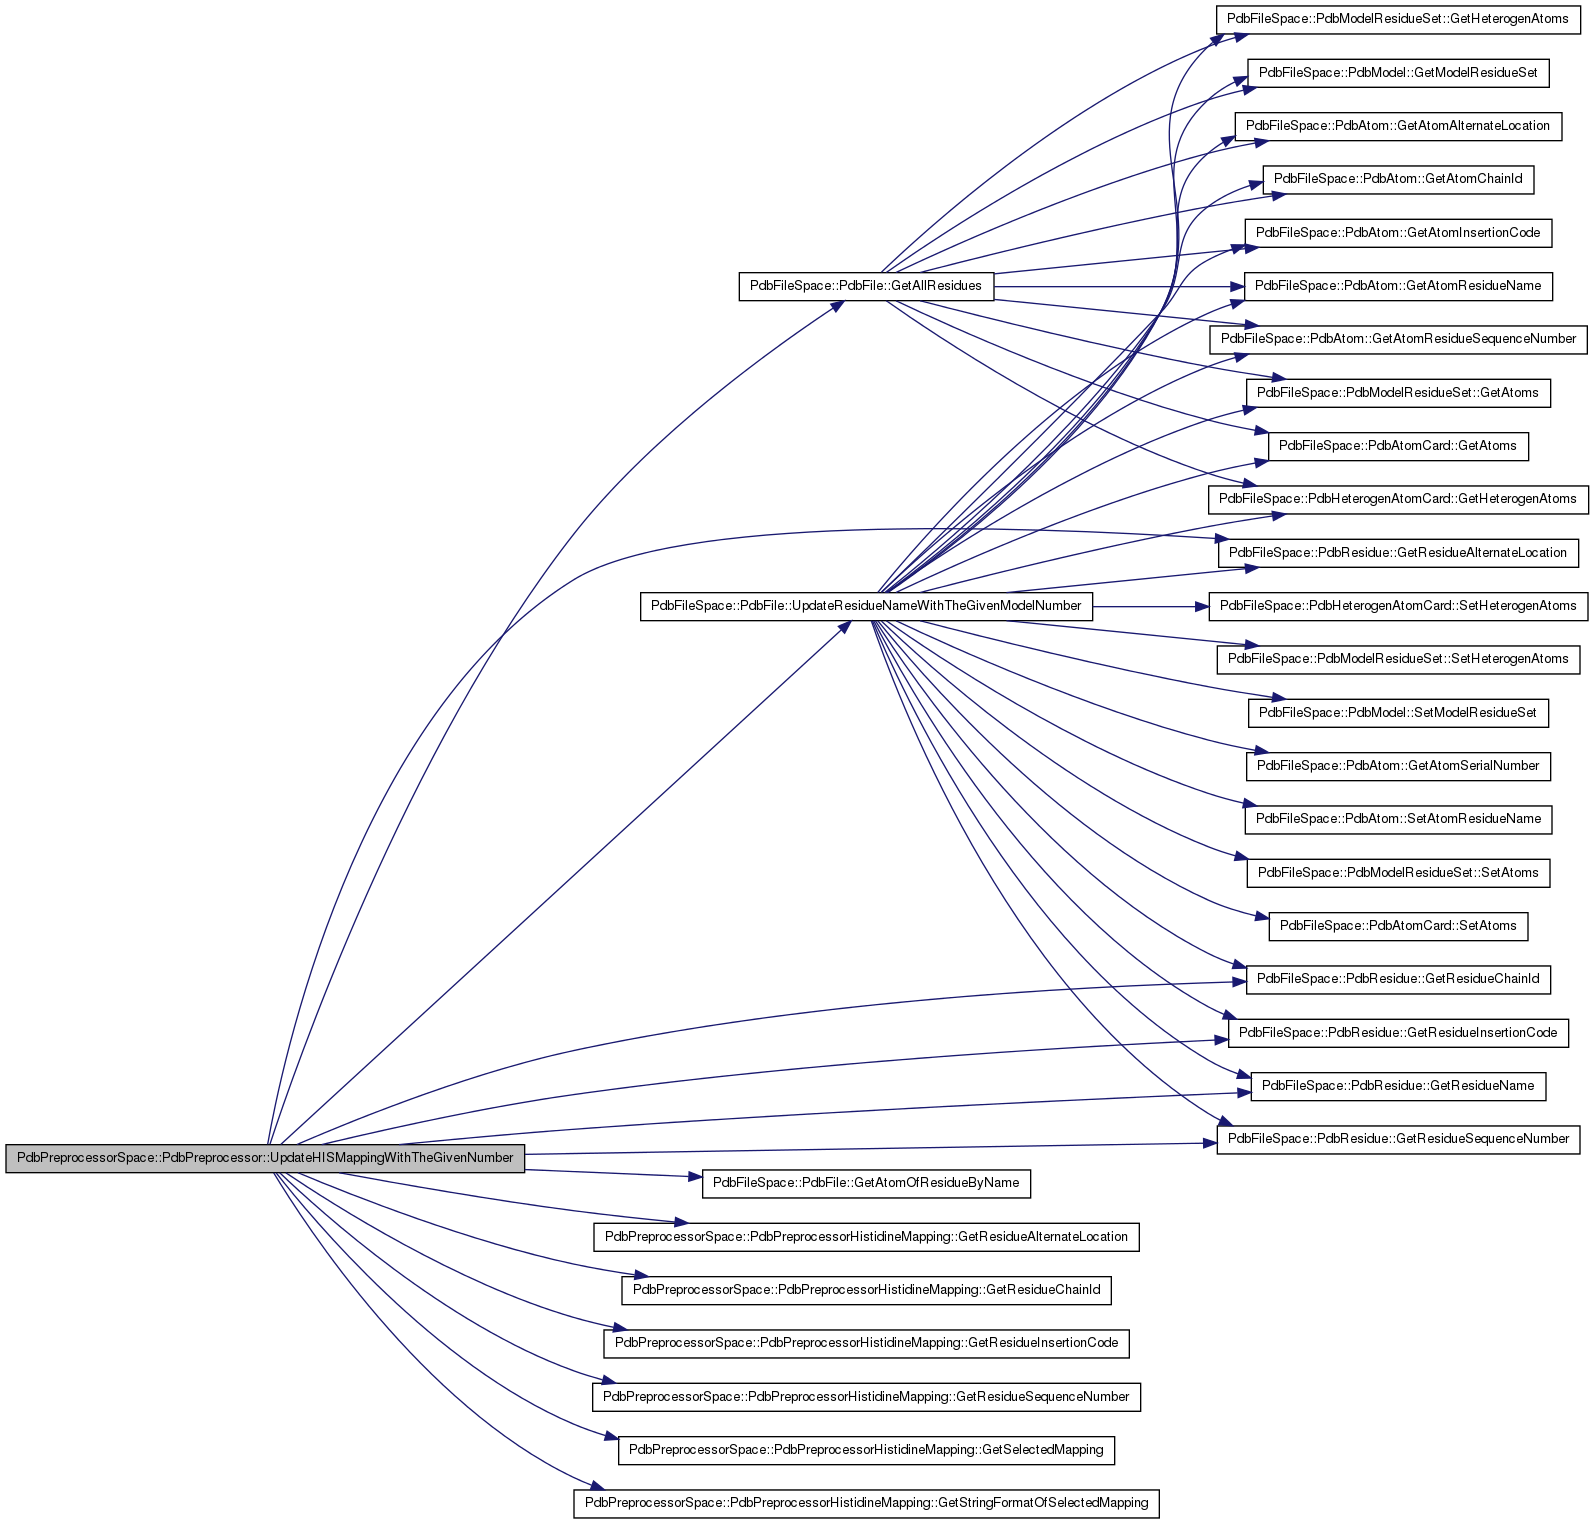 PdbFileSpace::PdbModelResidueSet::GetHeterogenAtoms
PdbFileSpace::PdbModel::GetModelResidueSet
PdbFileSpace::PdbAtom::GetAtomAlternateLocation
PdbFileSpace::PdbAtom::GetAtomChainId
PdbFileSpace::PdbAtom::GetAtomInsertionCode
PdbFileSpace::PdbFile::GetAllResidues
PdbFileSpace::PdbAtom::GetAtomResidueName
PdbFileSpace::PdbAtom::GetAtomResidueSequenceNumber
PdbFileSpace::PdbModelResidueSet::GetAtoms
PdbFileSpace::PdbAtomCard::GetAtoms
PdbFileSpace::PdbHeterogenAtomCard::GetHeterogenAtoms
PdbFileSpace::PdbResidue::GetResidueAlternateLocation
PdbFileSpace::PdbFile::UpdateResidueNameWithTheGivenModelNumber
PdbFileSpace::PdbHeterogenAtomCard::SetHeterogenAtoms
PdbFileSpace::PdbModelResidueSet::SetHeterogenAtoms
PdbFileSpace::PdbModel::SetModelResidueSet
PdbFileSpace::PdbAtom::GetAtomSerialNumber
PdbFileSpace::PdbAtom::SetAtomResidueName
PdbFileSpace::PdbModelResidueSet::SetAtoms
PdbFileSpace::PdbAtomCard::SetAtoms
PdbFileSpace::PdbResidue::GetResidueChainId
PdbFileSpace::PdbResidue::GetResidueInsertionCode
PdbFileSpace::PdbResidue::GetResidueName
PdbFileSpace::PdbResidue::GetResidueSequenceNumber
PdbPreprocessorSpace::PdbPreprocessor::UpdateHISMappingWithTheGivenNumber
PdbFileSpace::PdbFile::GetAtomOfResidueByName
PdbPreprocessorSpace::PdbPreprocessorHistidineMapping::GetResidueAlternateLocation
PdbPreprocessorSpace::PdbPreprocessorHistidineMapping::GetResidueChainId
PdbPreprocessorSpace::PdbPreprocessorHistidineMapping::GetResidueInsertionCode
PdbPreprocessorSpace::PdbPreprocessorHistidineMapping::GetResidueSequenceNumber
PdbPreprocessorSpace::PdbPreprocessorHistidineMapping::GetSelectedMapping
PdbPreprocessorSpace::PdbPreprocessorHistidineMapping::GetStringFormatOfSelectedMapping